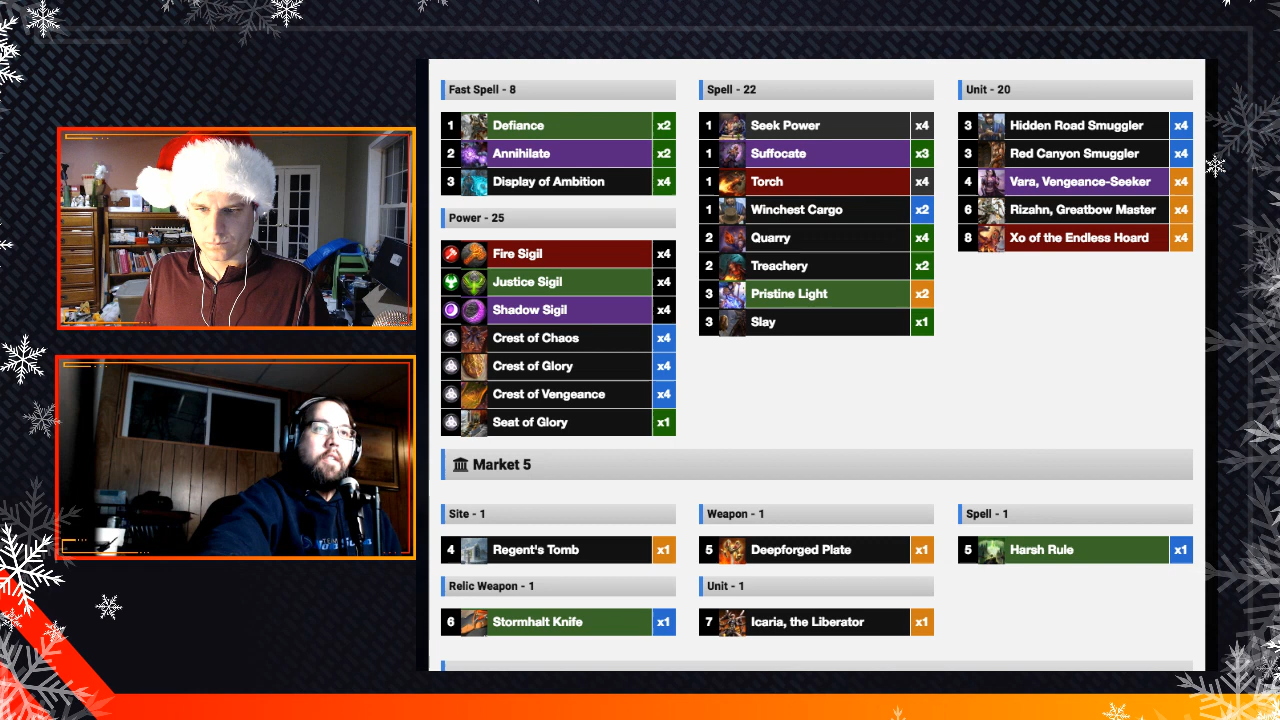 Fast Spell - 8
1 Defiance x2
2 Annihilate x2
3 Display of Ambition x4
Power - 25
Fire Sigil x4
Justice Sigil x4
Shadow Sigil x4
Crest of Chaos x4
Crest of Glory x4
Crest of Vengeance x4
Seat of Glory x1
Spell - 22
1 Seek Power x4
1 Suffocate x3
1 Torch x4
1 Winchest Cargo x2
2 Quarry x4
2 Treachery x2
3 Pristine Light x2
3 Slay x1
Unit - 20
3 Hidden Road Smuggler x4
3 Red Canyon Smuggler x4
4 Vara, Vengeance-Seeker x4
6 Rizahn, Greatbow Master x4
8 Xo of the Endless Hoard x4
Market 5
Site - 1
4 Regent's Tomb x1
Weapon - 1
5 Deepforged Plate x1
Spell - 1
5 Harsh Rule x1
Relic Weapon - 1
6 Stormhalt Knife x1
Unit - 1
7 Icaria, the Liberator x1